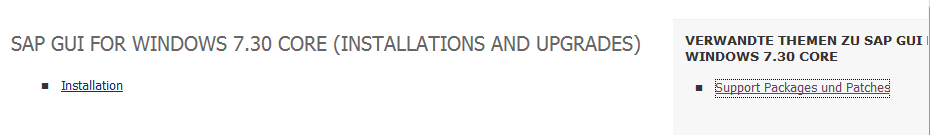 SAP GUI FOR WINDOWS 7.30 CORE (INSTALLATIONS AND UPGRADES)
Installation
VERWANDTE THEMEN ZU SAP GUI
WINDOWS 7.30 CORE
Support Packages und Patches